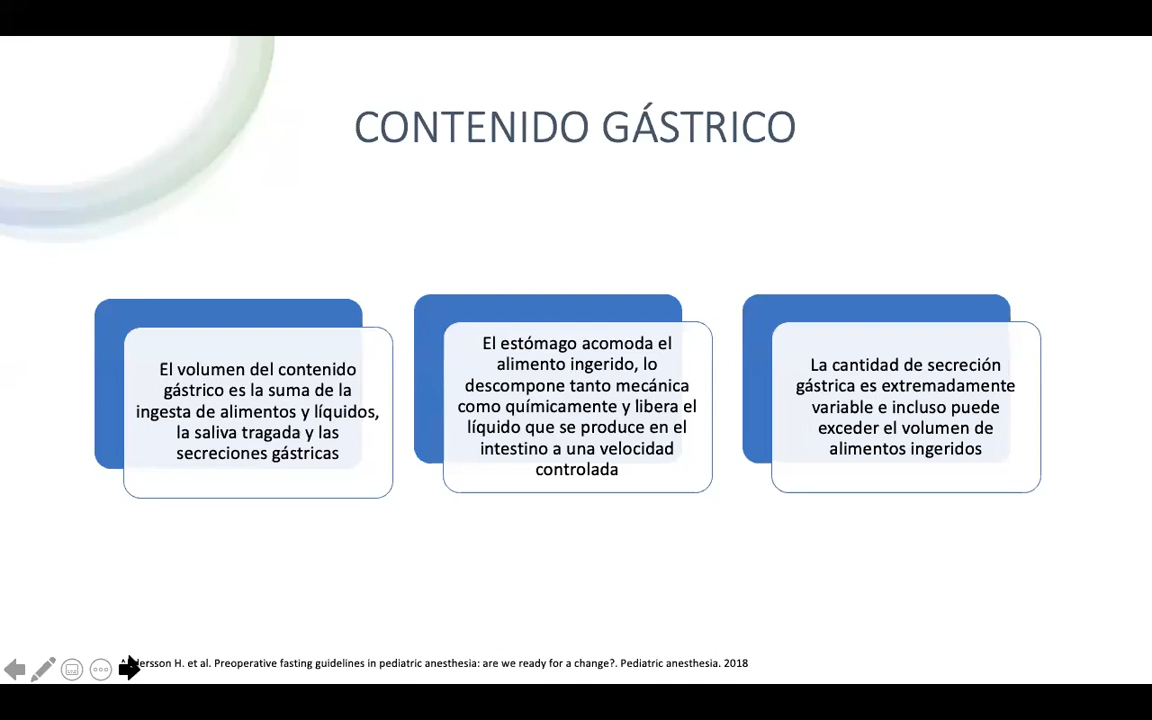 CONTENIDO GÁSTRICO
El volumen del contenido
gástrico es la suma de la
ingesta de alimentos y líquidos,
la saliva tragada y las
secreciones gástricas
El estómago acomoda el
alimento ingerido, lo
descompone tanto mecánica
como químicamente y libera el
líquido que se produce en el
intestino a una velocidad
controlada
La cantidad de secreción
gástrica es extremadamente
variable e incluso puede
exceder el volumen de
alimentos ingeridos
H. et al. Preoperative fasting guidelines in pediatric anesthesia: are we ready for a change?. Pediatric anesthesia. 2018